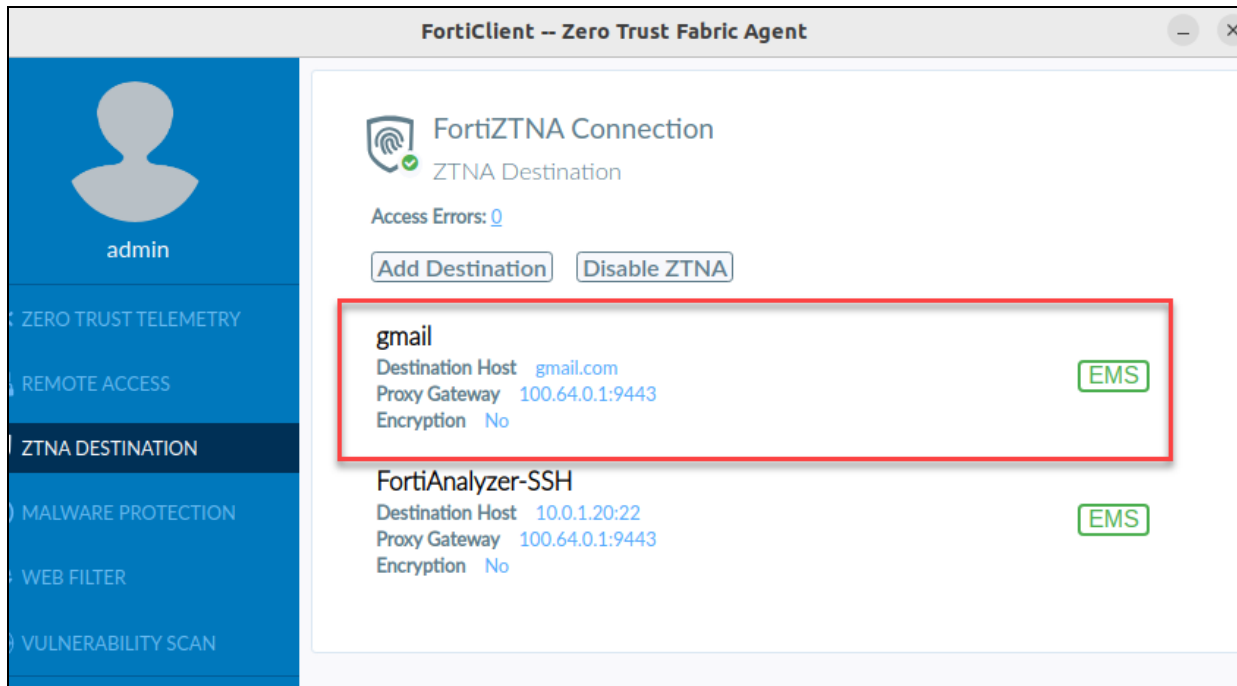 FortiClient -- Zero Trust Fabric Agent
admin
ZERO TRUST TELEMETRY
REMOTE ACCESS
ZTNA DESTINATION
MALWARE PROTECTION
WEB FILTER
VULNERABILITY SCAN
FortiZTNA Connection
ZTNA Destination
Access Errors: 0
Add Destination Disable ZTNA
gmail
Destination Host gmail.com
Proxy Gateway 100.64.0.1:9443
Encryption No
EMS
FortiAnalyzer-SSH
Destination Host 10.0.1.20:22
Proxy Gateway 100.64.0.1:9443
Encryption No
EMS